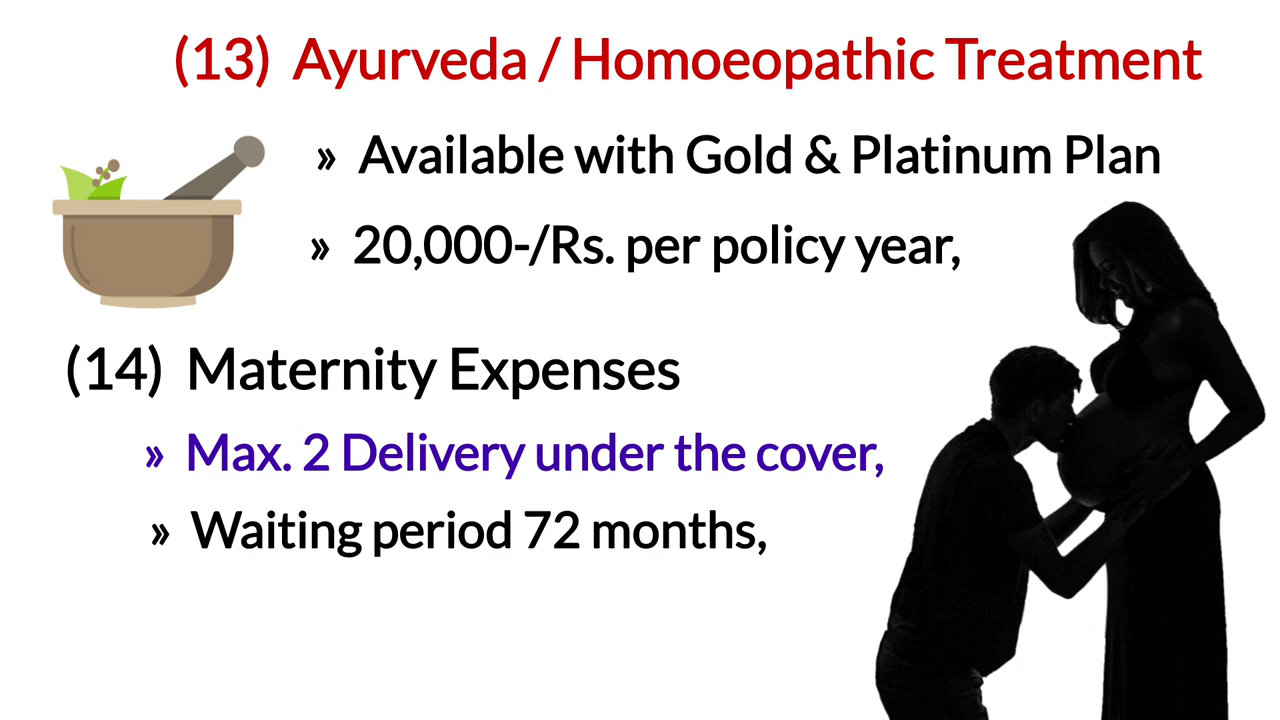 (13) Ayurveda / Homoeopathic Treatment
» Available with Gold & Platinum Plan
» 20,000-/Rs. per policy year,
(14) Maternity Expenses
» Max. 2 Delivery under the cover,
» Waiting period 72 months,